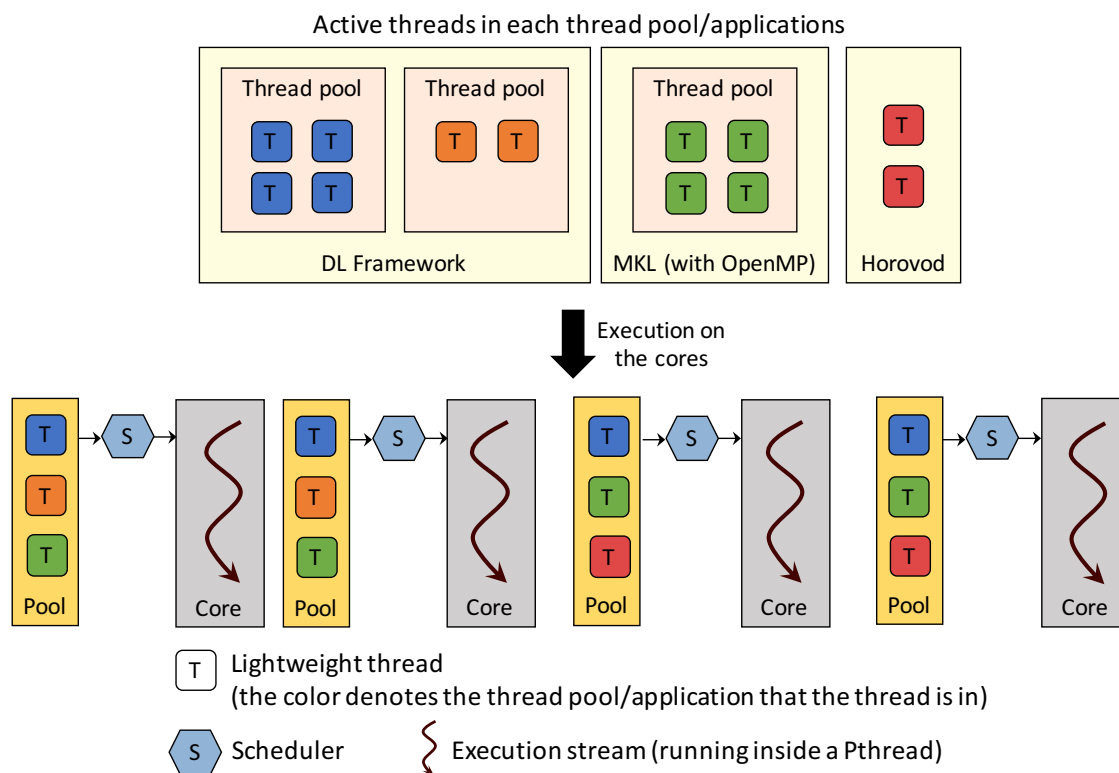 Active threads in each thread pool/applications
Thread pool
Thread pool
Thread pool
T T
T T
T T
T T
T T
T
T
DL Framework
MKL (with OpenMP)
Horovod
Execution on
the cores
T
T
T
Pool
S
Core
T
T
T
Pool
S
Core
T
T
T
Pool
S
Core
T
T
T
Pool
S
Core
T
Lightweight thread
(the color denotes the thread pool/application that the thread is in)
S
Scheduler
Execution stream (running inside a Pthread)